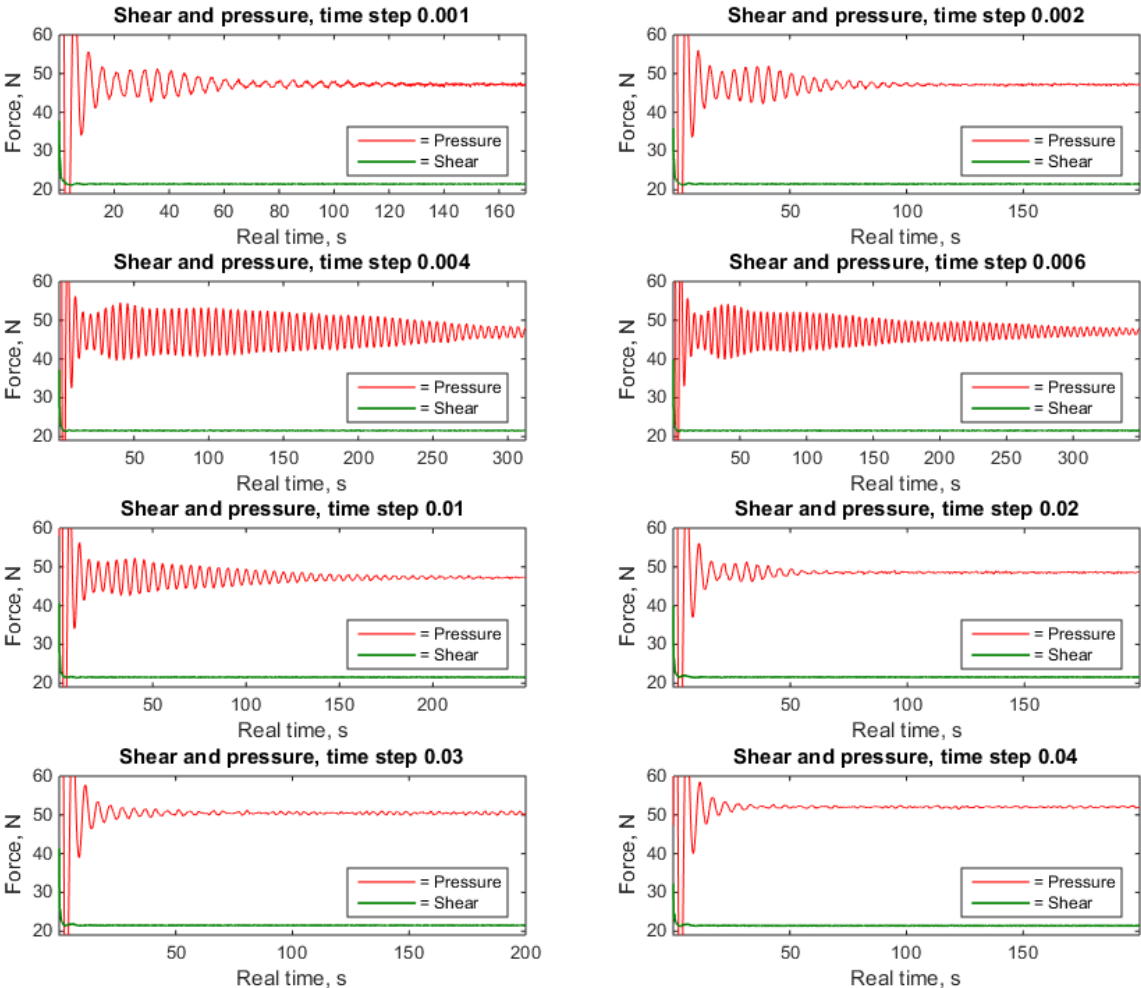 Shear and pressure, time step 0.001
Force, N
60
50
40
30
20
= Pressure
= Shear
20 40 60 80 100 120 140 160
Real time, s
Shear and pressure, time step 0.002
Force, N
60
50
40
30
20
= Pressure
= Shear
50 100 150
Real time, s
Shear and pressure, time step 0.004
Force, N
60
50
40
30
20
= Pressure
= Shear
50 100 150 200 250 300
Real time, s
Shear and pressure, time step 0.006
Force, N
60
50
40
30
20
= Pressure
= Shear
50 100 150 200 250 300
Real time, s
Shear and pressure, time step 0.01
Force, N
60
50
40
30
20
= Pressure
= Shear
50 100 150 200
Real time, s
Shear and pressure, time step 0.02
Force, N
60
50
40
30
20
= Pressure
= Shear
50 100 150
Real time, s
Shear and pressure, time step 0.03
Force, N
60
50
40
30
20
= Pressure
= Shear
50 100 150 200
Real time, s
Shear and pressure, time step 0.04
Force, N
60
50
40
30
20
= Pressure
= Shear
50 100 150
Real time, s